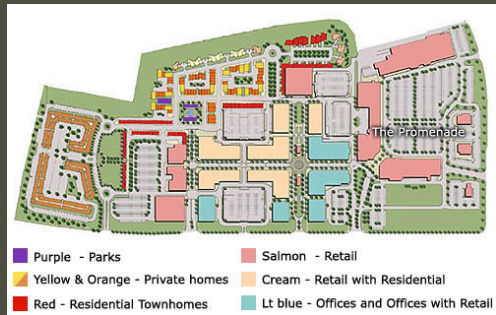 The Promenade
Purple - Parks
Yellow & Orange - Private homes
Red - Residential Townhomes
Salmon - Retail
Cream - Retail with Residential
Lt blue - Offices and Offices with Retail